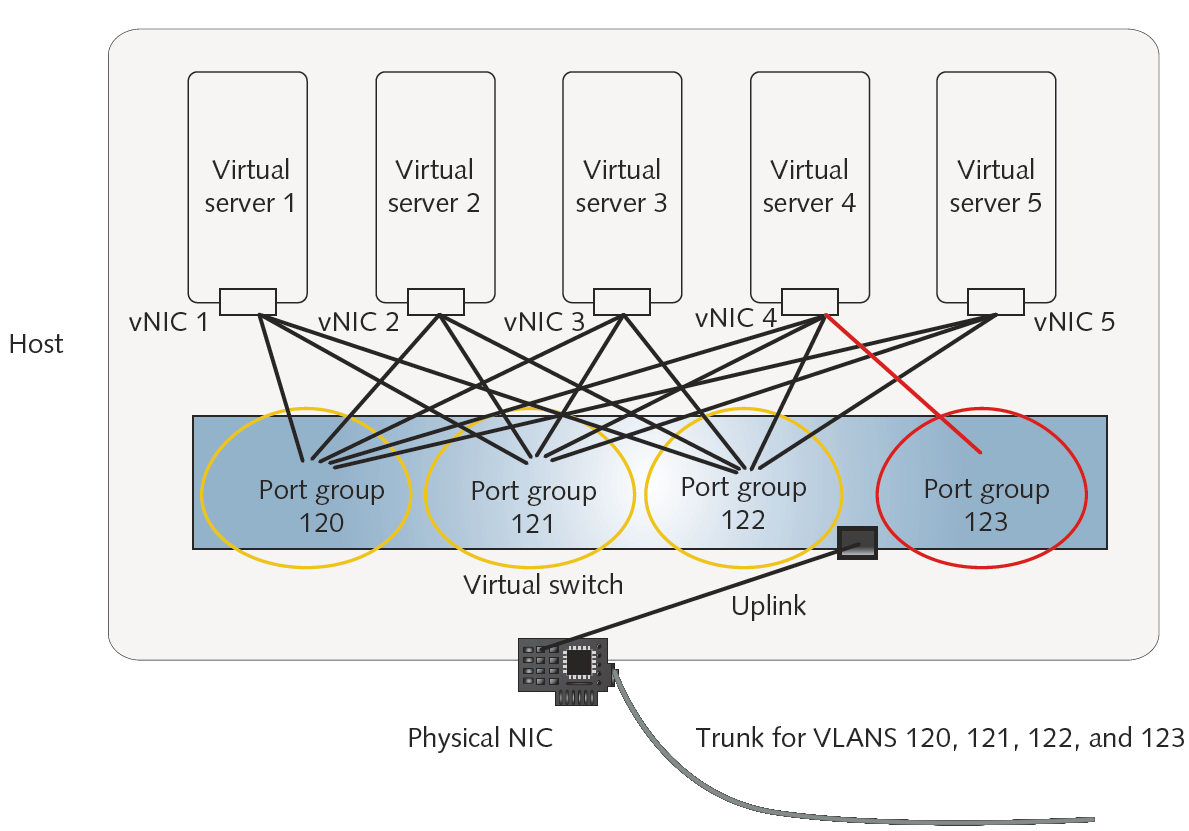 Virtual
server 1
Virtual
server 2
Virtual
server 3
Virtual
server 4
Virtual
server 5
vNIC 1
vNIC 2
vNIC 3
vNIC 4
vNIC 5
Host
Port group
120
Port group
121
Port group
122
Port group
123
Virtual switch
Uplink
Physical NIC
Trunk for VLANS 120, 121, 122, and 123